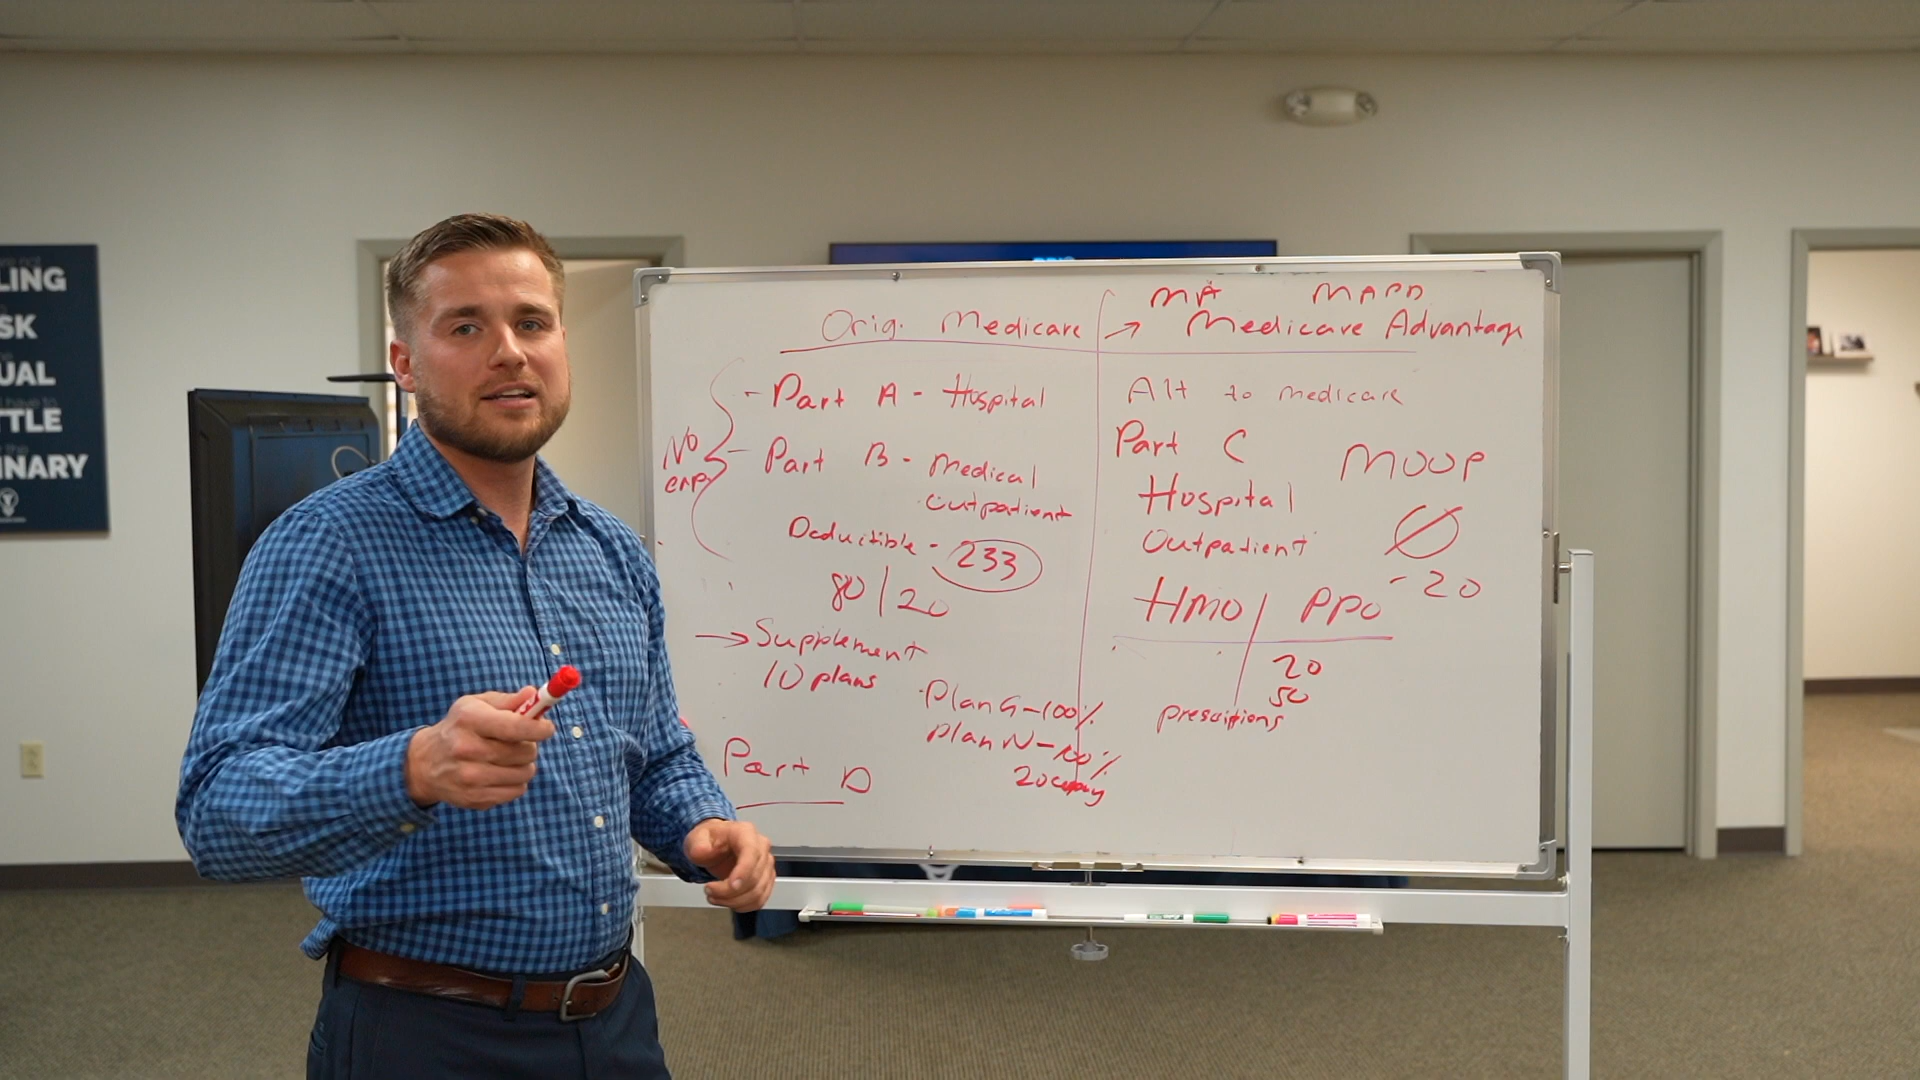 LING
SK
UAL
TTLE
INARY
Orig. Medicare
- Part A - Hospital
No
cap
- Part B - Medical
Outpatient
Deductible - 233
80/20
→ Supplement
10 plans
Plan G-100%
Plan N-100%
20 copay
Part D
MA MAPD
→ Medicare Advantage
Alt to medicare
Part C
MOOP
Hospital
Outpatient
- 20
HMO / PPO
20
50